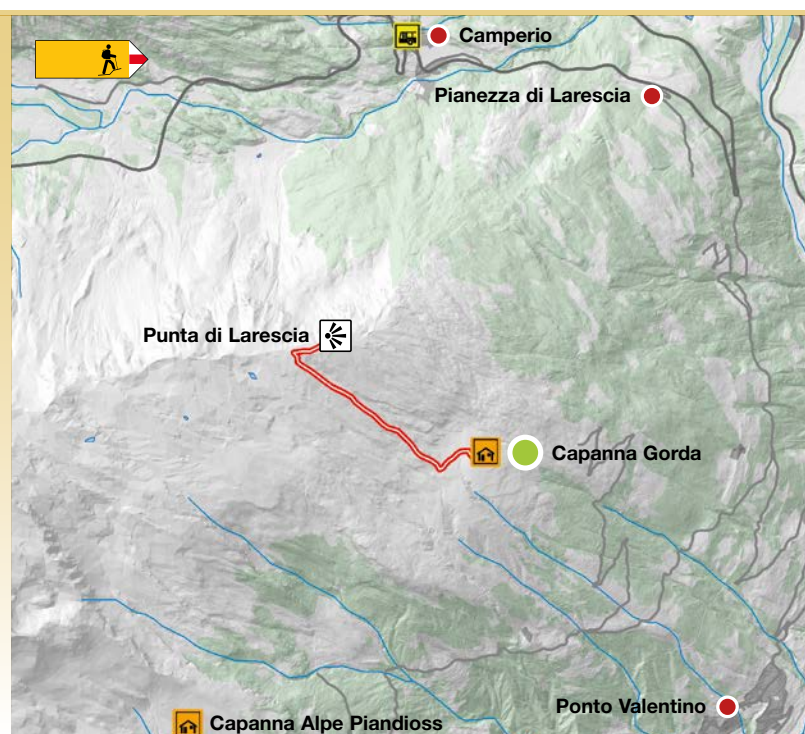 Camperio
Pianezza di Larescia
Punta di Larescia
Capanna Gorda
Ponto Valentino
Capanna Alpe Piandioss